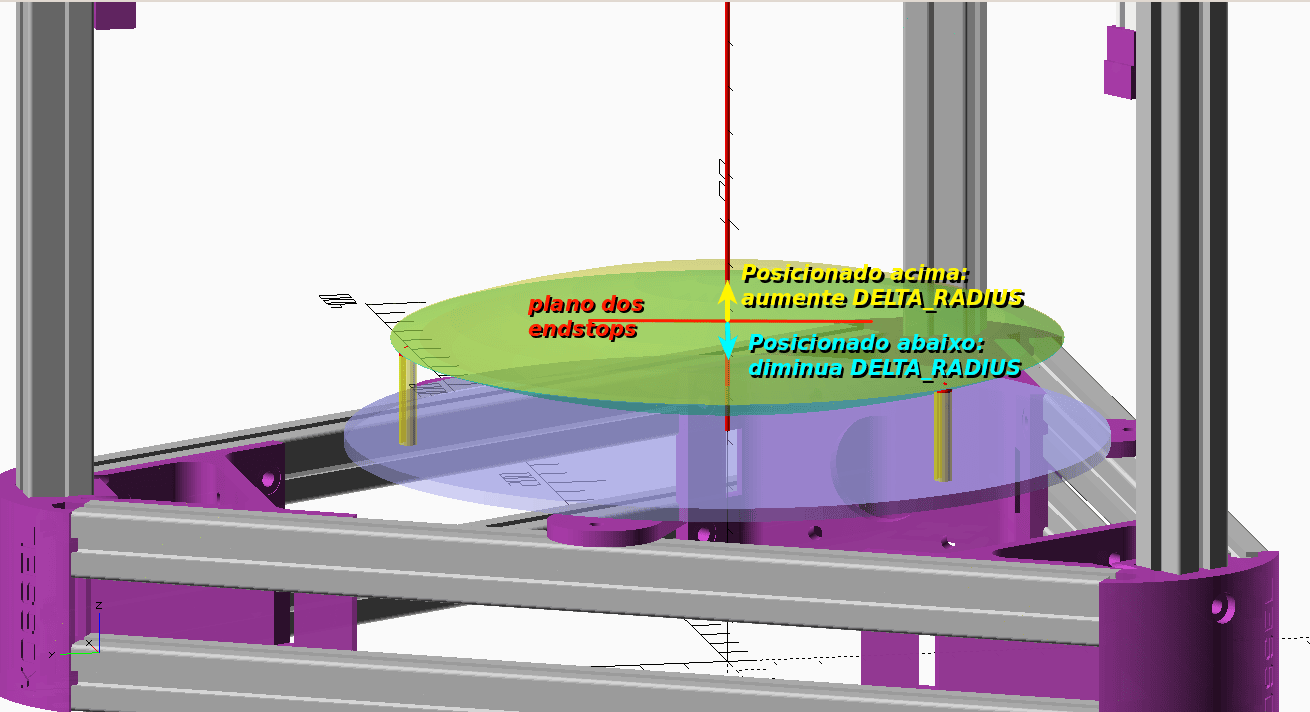 Posicionado acima:
aumente DELTA_RADIUS
plano dos
endstops
Posicionado abaixo:
diminua DELTA_RADIUS
z
x
y